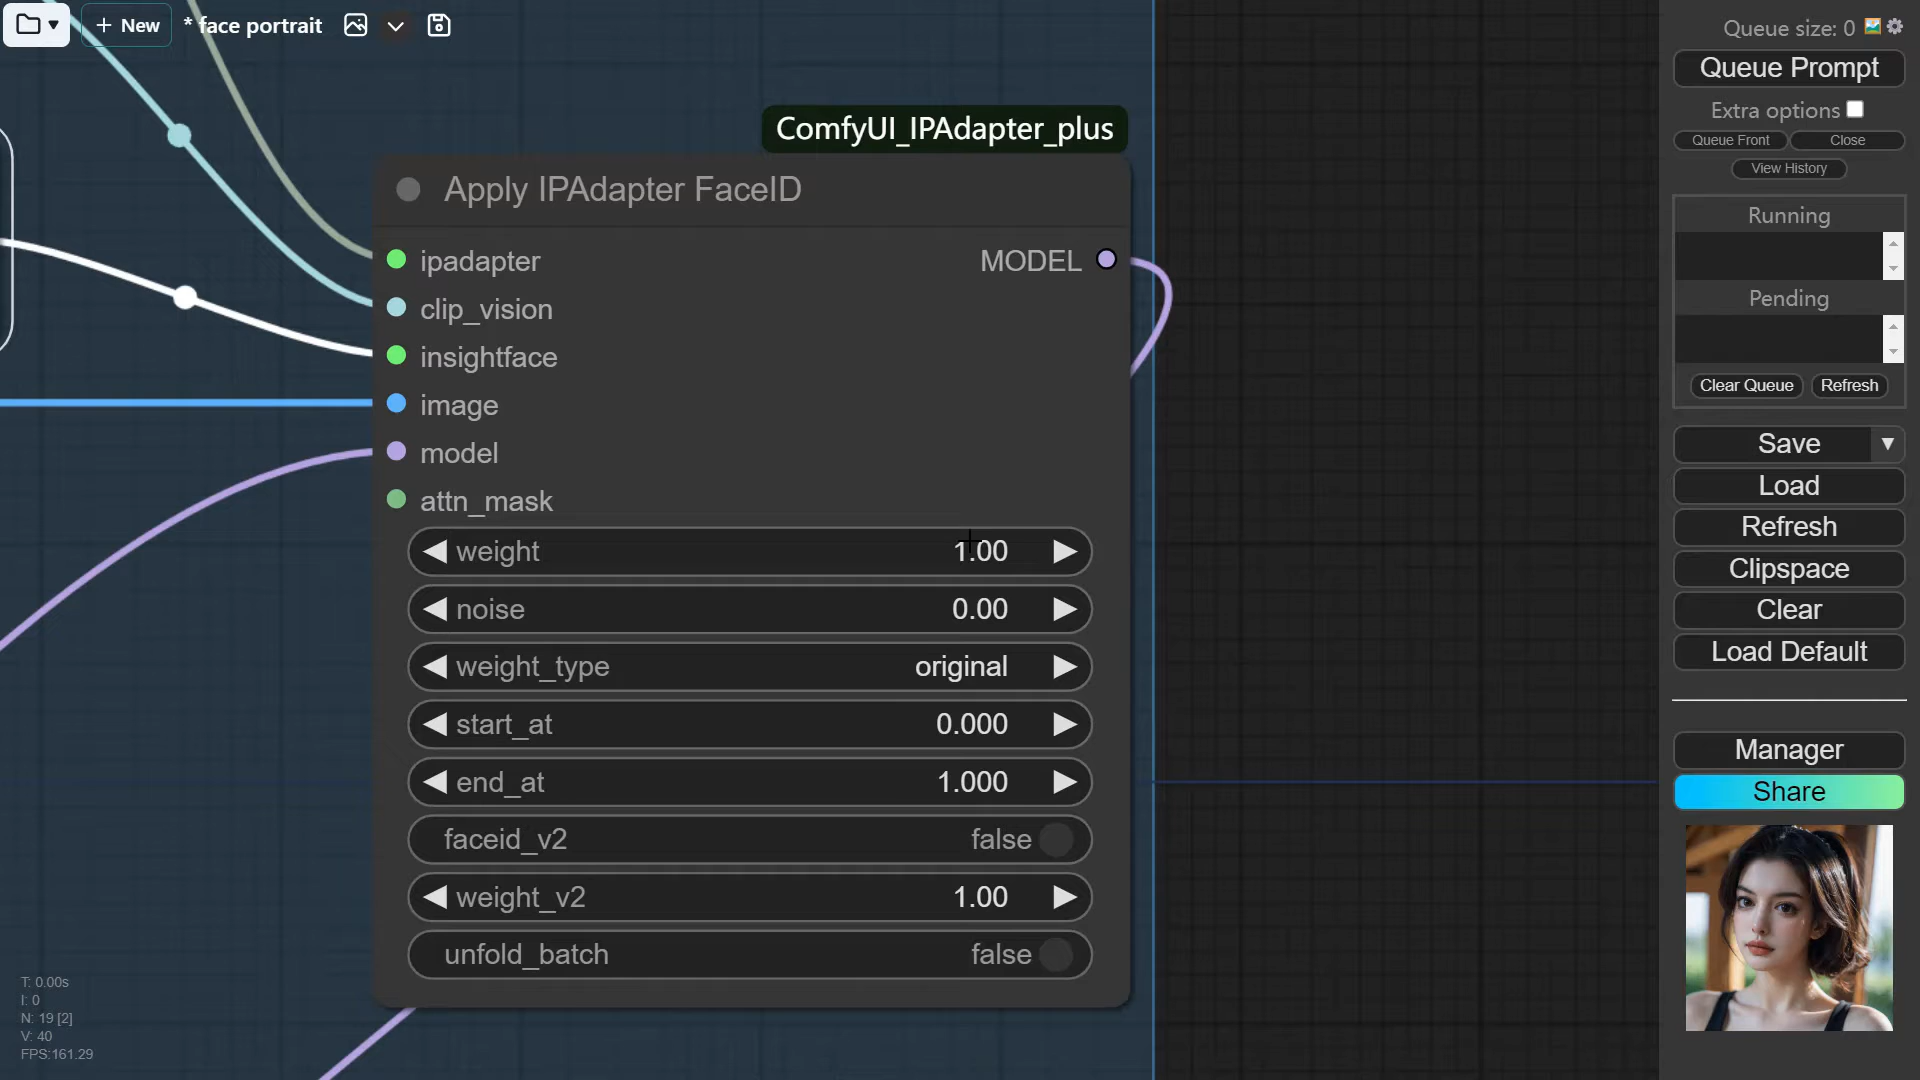 + New * face portrait
ComfyUI_IPAdapter_plus
Apply IPAdapter FaceID
ipadapter MODEL
clip_vision
insightface
image
model
attn_mask
weight 1.00
noise 0.00
weight_type original
start_at 0.000
end_at 1.000
faceid_v2 false
weight_v2 1.00
unfold_batch false
T: 0.00s
I: 0
N: 19 [2]
V: 40
FPS:161.29
Queue size: 0
Queue Prompt
Extra options
Queue Front Close
View History
Running
Pending
Clear Queue Refresh
Save
Load
Refresh
Clipspace
Clear
Load Default
Manager
Share